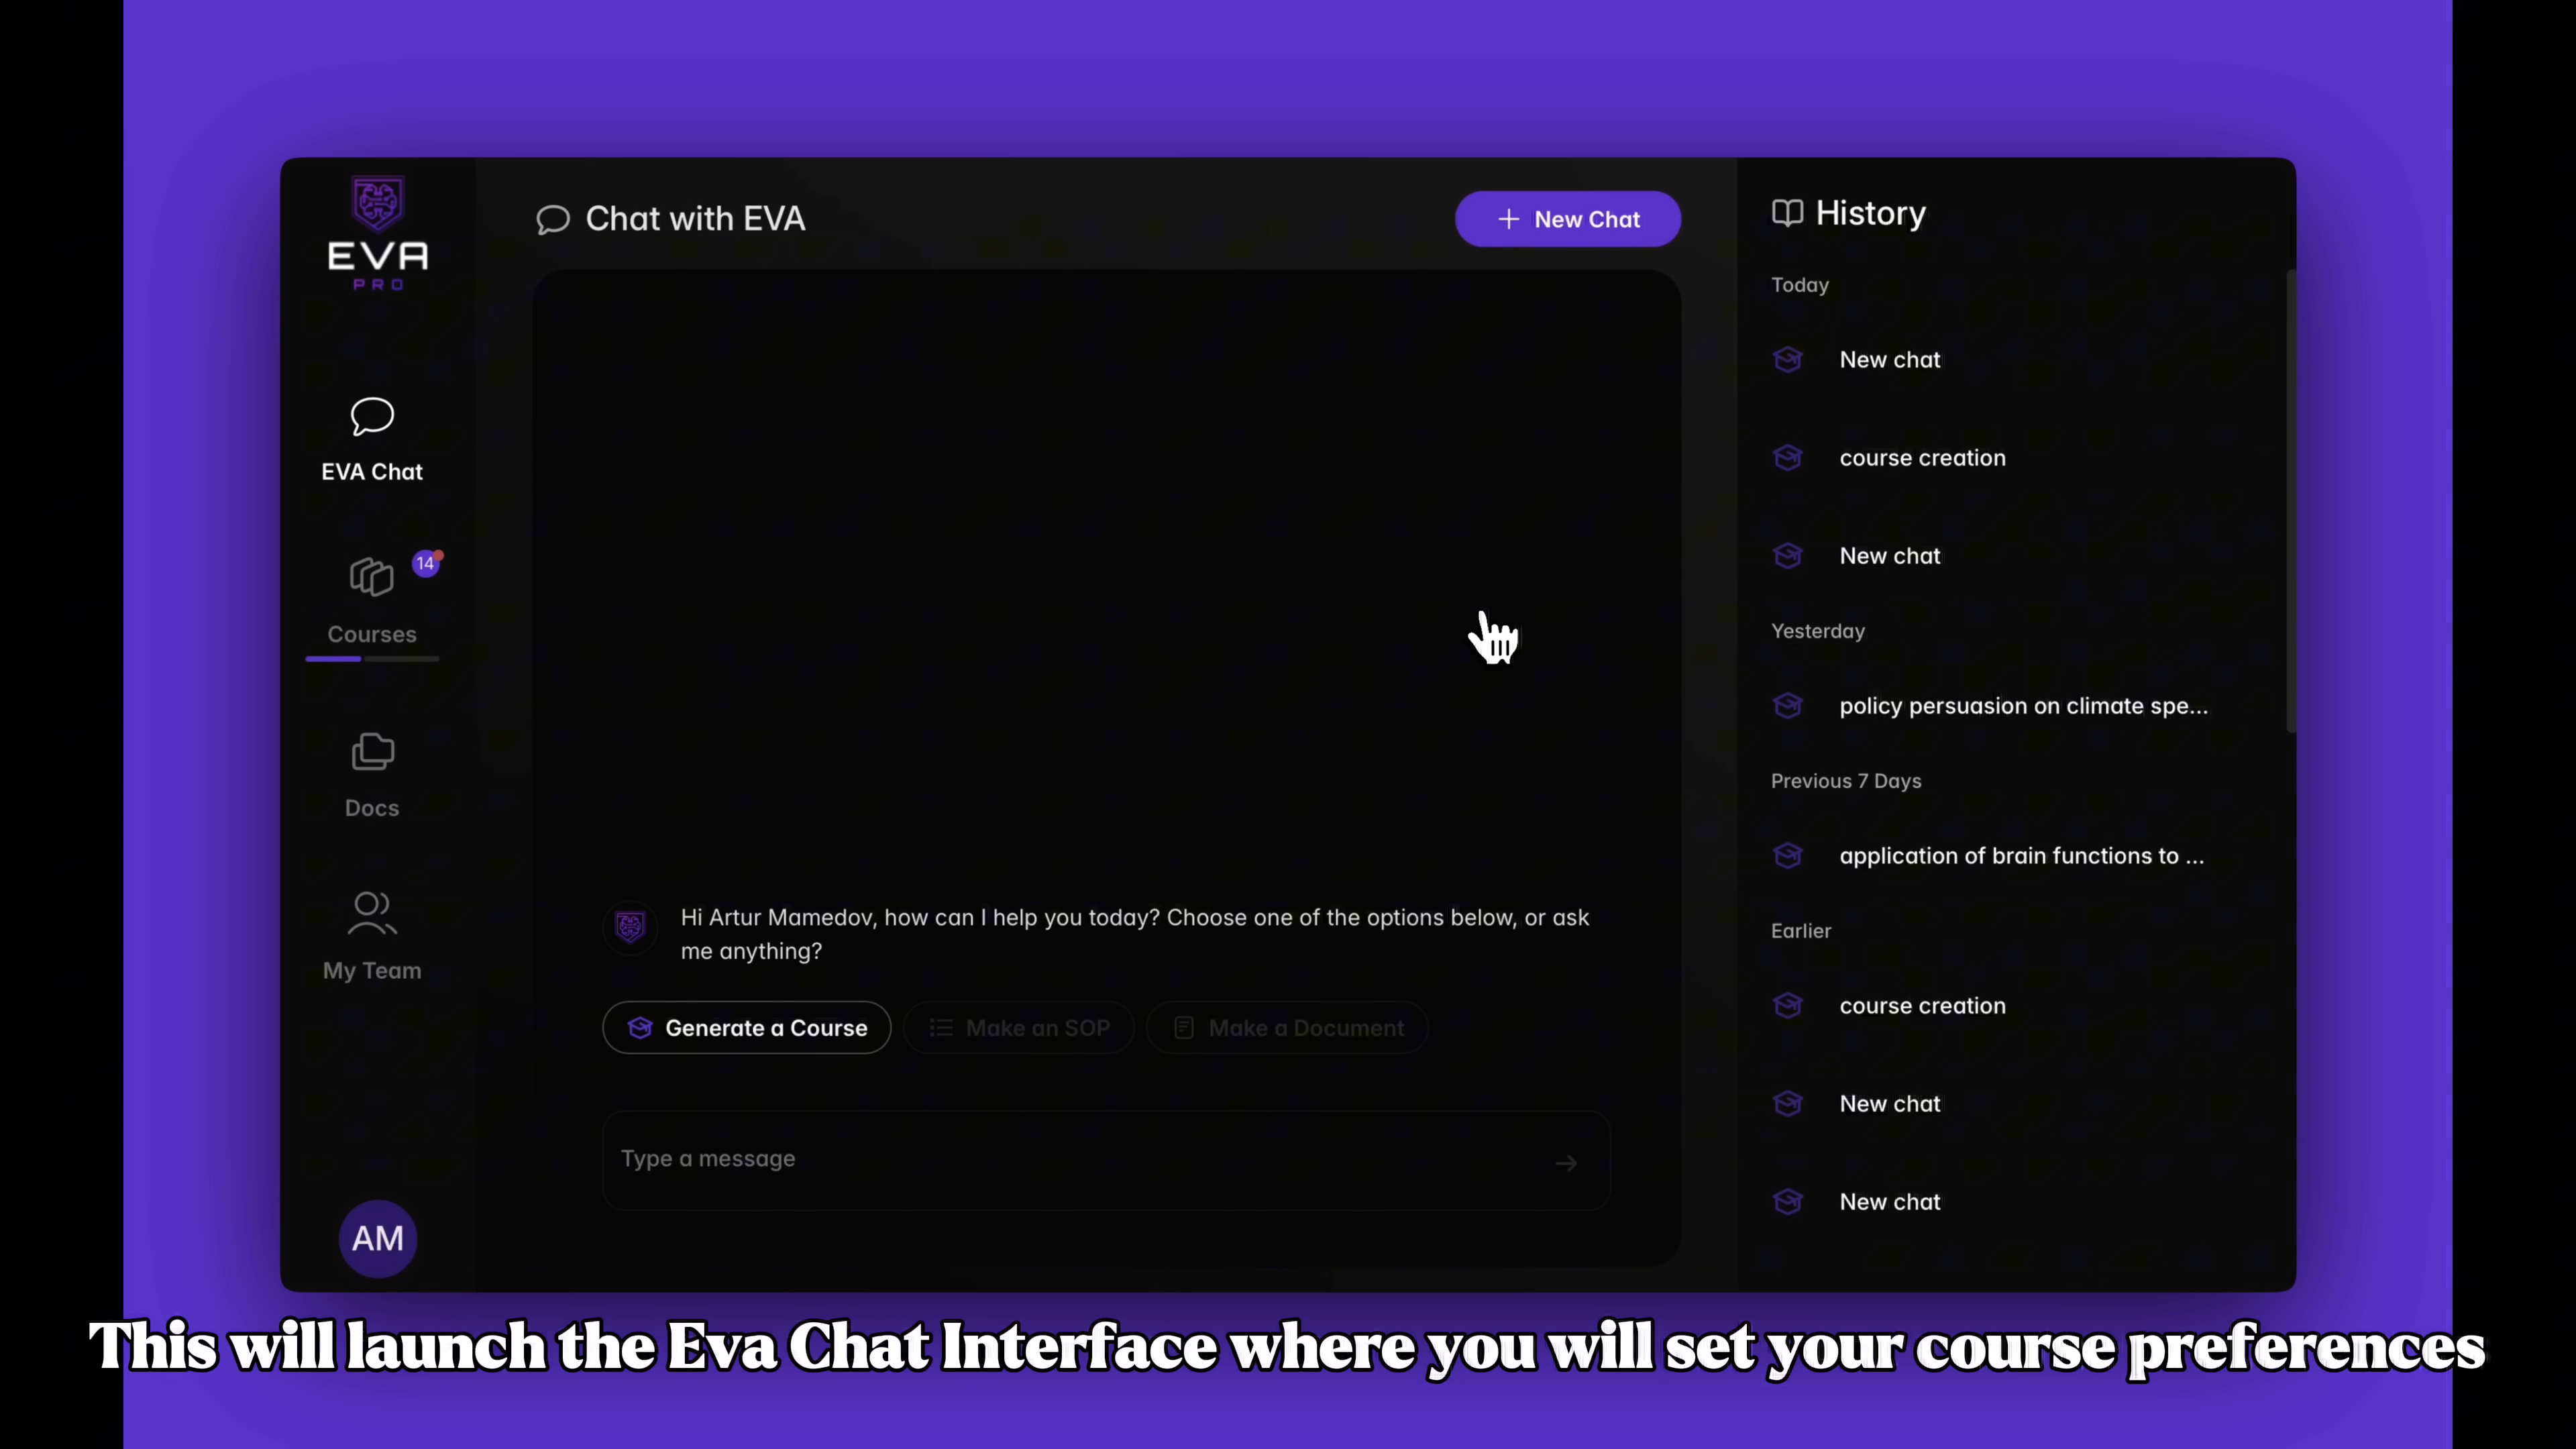 EVA
PRO
EVA Chat
14
Courses
Docs
My Team
AM
Chat with EVA
New Chat
Hi Artur Mamedov, how can I help you today? Choose one of the options below, or ask
me anything?
Generate a Course
Make an SOP
Make a Document
Type a message
History
Today
New chat
course creation
New chat
Yesterday
policy persuasion on climate spe...
Previous 7 Days
application of brain functions to ...
Earlier
course creation
New chat
New chat
This will launch the Eva Chat Interface where you will set your course preferences